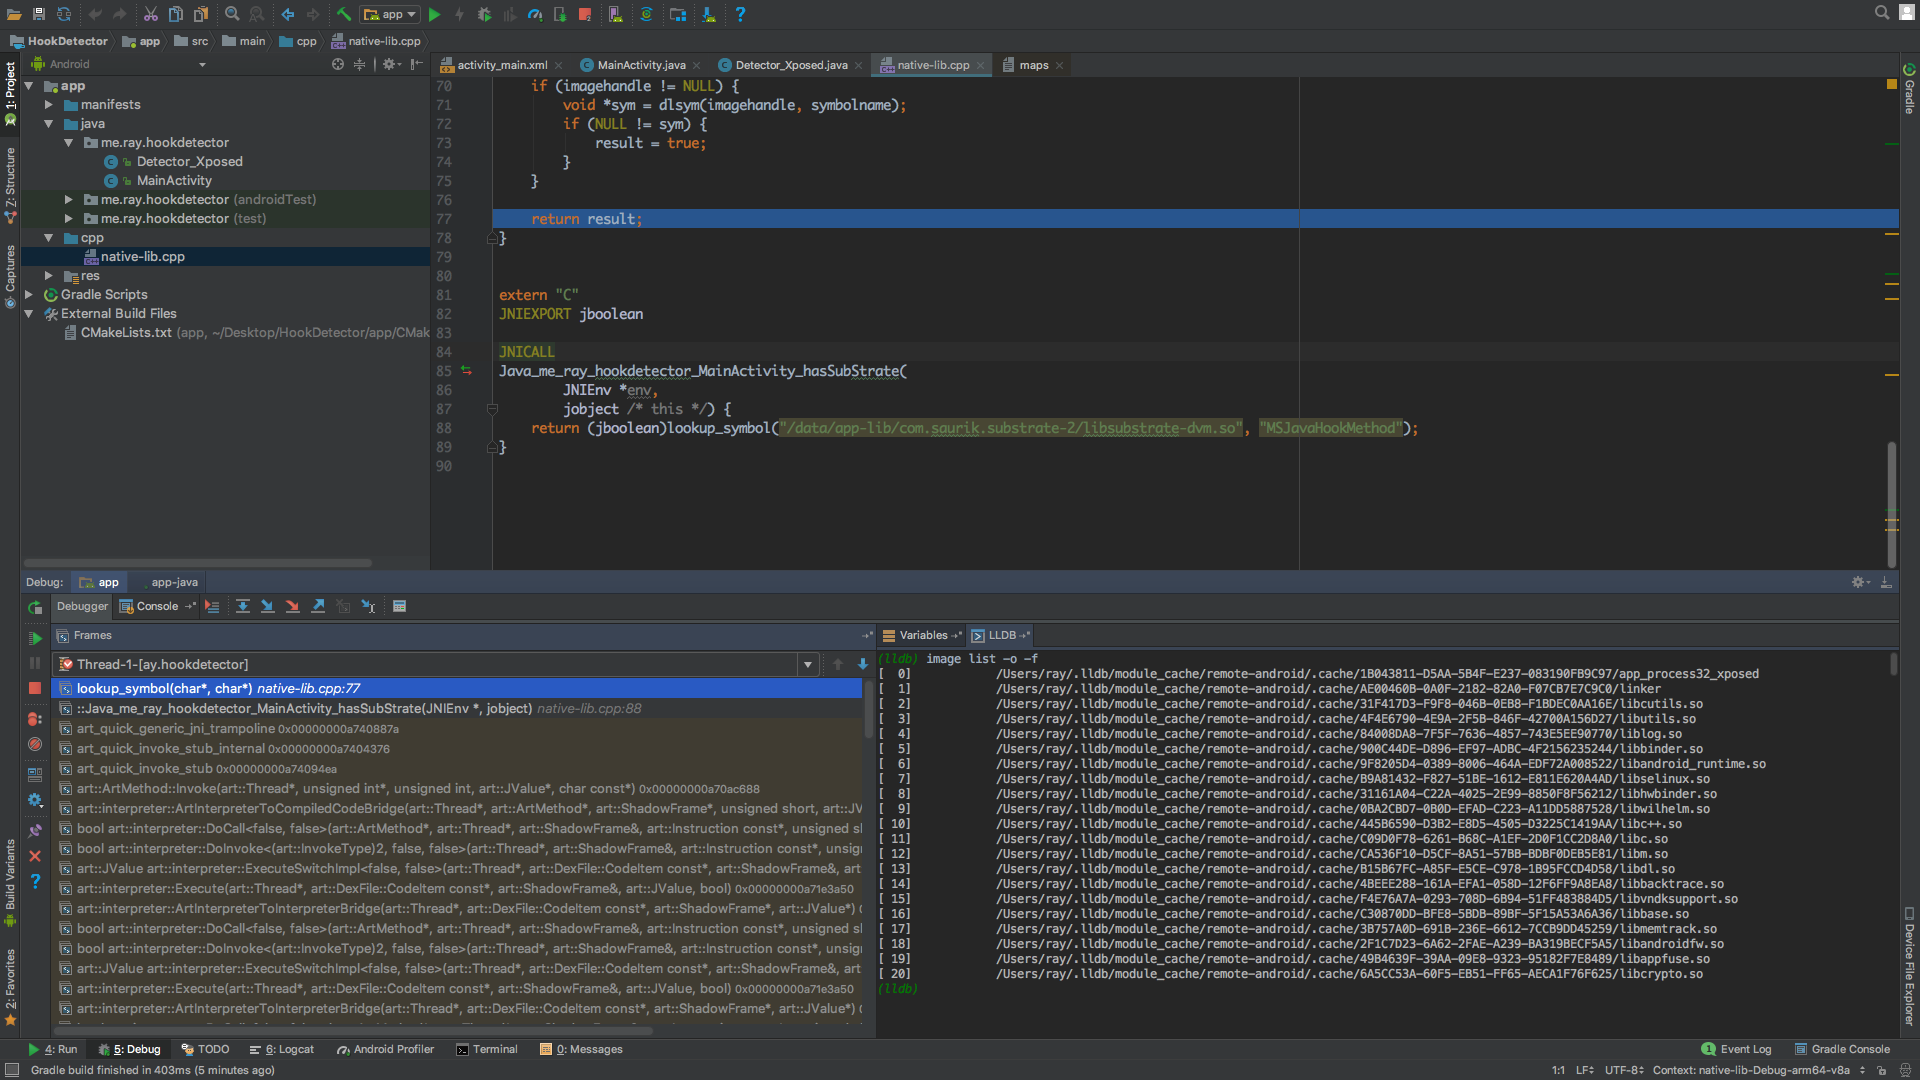 app
HookDetector
app
src
main
cpp
native-lib.cpp
Android
activity_main.xml
MainActivity.java
Detector_Xposed.java
native-lib.cpp
maps
1: Project
Z: Structure
Captures
Build Variants
2: Favorites
Gradle
Device File Explorer
app
manifests
java
me.ray.hookdetector
Detector_Xposed
MainActivity
me.ray.hookdetector (androidTest)
me.ray.hookdetector (test)
cpp
native-lib.cpp
res
Gradle Scripts
External Build Files
CMakeLists.txt (app, ~/Desktop/HookDetector/app/CMak
70 if (imagehandle != NULL) {
71 void *sym = dlsym(imagehandle, symbolname);
72 if (NULL != sym) {
73 result = true;
74 }
75 }
76
77 return result;
78 }
79
80
81 extern "C"
82 JNIEXPORT jboolean
83
84 JNICALL
85 Java_me_ray_hookdetector_MainActivity_hasSubStrate(
86 JNIEnv *env,
87 jobject /* this */) {
88 return (jboolean)lookup_symbol("/data/app-lib/com.saurik.substrate-2/libsubstrate-dvm.so", "MSJavaHookMethod");
89 }
90
Debug: app app-java
Debugger Console
Frames
Thread-1-[ay.hookdetector]
lookup_symbol(char*, char*) native-lib.cpp:77
::Java_me_ray_hookdetector_MainActivity_hasSubStrate(JNIEnv *, jobject) native-lib.cpp:88
art_quick_generic_jni_trampoline 0x00000000a740887a
art_quick_invoke_stub_internal 0x00000000a7404376
art_quick_invoke_stub 0x00000000a74094ea
art::ArtMethod::Invoke(art::Thread*, unsigned int*, unsigned int, art::JValue*, char const*) 0x00000000a70ac688
art::interpreter::ArtInterpreterToCompiledCodeBridge(art::Thread*, art::ArtMethod*, art::ShadowFrame*, unsigned short, art::JV
bool art::interpreter::DoCall<false, false>(art::ArtMethod*, art::Thread*, art::ShadowFrame&, art::Instruction const*, unsigned sh
bool art::interpreter::DoInvoke<(art::InvokeType)2, false, false>(art::Thread*, art::ShadowFrame&, art::Instruction const*, unsign
art::JValue art::interpreter::ExecuteSwitchImpl<false, false>(art::Thread*, art::DexFile::CodeItem const*, art::ShadowFrame&, art
art::interpreter::Execute(art::Thread*, art::DexFile::CodeItem const*, art::ShadowFrame&, art::JValue, bool) 0x00000000a71e3a50
art::interpreter::ArtInterpreterToInterpreterBridge(art::Thread*, art::DexFile::CodeItem const*, art::ShadowFrame*, art::JValue*) (
bool art::interpreter::DoCall<false, false>(art::ArtMethod*, art::Thread*, art::ShadowFrame&, art::Instruction const*, unsigned sh
bool art::interpreter::DoInvoke<(art::InvokeType)2, false, false>(art::Thread*, art::ShadowFrame&, art::Instruction const*, unsign
art::JValue art::interpreter::ExecuteSwitchImpl<false, false>(art::Thread*, art::DexFile::CodeItem const*, art::ShadowFrame&, art
art::interpreter::Execute(art::Thread*, art::DexFile::CodeItem const*, art::ShadowFrame&, art::JValue, bool) 0x00000000a71e3a50
art::interpreter::ArtInterpreterToInterpreterBridge(art::Thread*, art::DexFile::CodeItem const*, art::ShadowFrame*, art::JValue*) (
Variables LLDB
(lldb) image list -o -f
[ 0] /Users/ray/.lldb/module_cache/remote-android/.cache/1B043811-D5AA-5B4F-E237-083190FB9C97/app_process32_xposed
[ 1] /Users/ray/.lldb/module_cache/remote-android/.cache/AE00460B-0A0F-2182-82A0-F07CB7E7C9C0/linker
[ 2] /Users/ray/.lldb/module_cache/remote-android/.cache/31F417D3-F9F8-046B-0EB8-F1BDEC0AA16E/libcutils.so
[ 3] /Users/ray/.lldb/module_cache/remote-android/.cache/4F4E6790-4E9A-2F5B-846F-42700A156D27/libutils.so
[ 4] /Users/ray/.lldb/module_cache/remote-android/.cache/84008DA8-7F5F-7636-4857-743E5EE90770/liblog.so
[ 5] /Users/ray/.lldb/module_cache/remote-android/.cache/900C44DE-D896-EF97-ADBC-4F2156235244/libbinder.so
[ 6] /Users/ray/.lldb/module_cache/remote-android/.cache/9F8205D4-0389-8006-464A-EDF72A008522/libandroid_runtime.so
[ 7] /Users/ray/.lldb/module_cache/remote-android/.cache/B9A81432-F827-51BE-1612-E811E620A4AD/libselinux.so
[ 8] /Users/ray/.lldb/module_cache/remote-android/.cache/31161A04-C22A-4025-2E99-8850F8F56212/libhwbinder.so
[ 9] /Users/ray/.lldb/module_cache/remote-android/.cache/0BA2CBD7-0B0D-EFAD-C223-A11DD5887528/libwilhelm.so
[ 10] /Users/ray/.lldb/module_cache/remote-android/.cache/445B6590-D3B2-E8D5-4505-D3225C1419AA/libc++.so
[ 11] /Users/ray/.lldb/module_cache/remote-android/.cache/C09D0F78-6261-B68C-A1EF-2D0F1CC2D8A0/libc.so
[ 12] /Users/ray/.lldb/module_cache/remote-android/.cache/CA536F10-D5CF-8A51-57BB-BDBF0DEB5E81/libm.so
[ 13] /Users/ray/.lldb/module_cache/remote-android/.cache/B15B67FC-A85F-E5CE-C978-1B95FCCD4D58/libdl.so
[ 14] /Users/ray/.lldb/module_cache/remote-android/.cache/4BEEE288-161A-EFA1-058D-12F6FF9A8EA8/libbacktrace.so
[ 15] /Users/ray/.lldb/module_cache/remote-android/.cache/F4E76A7A-0293-708D-6B94-51FF483884D5/libvndksupport.so
[ 16] /Users/ray/.lldb/module_cache/remote-android/.cache/C30870DD-BFE8-5BDB-89BF-5F15A53A6A36/libbase.so
[ 17] /Users/ray/.lldb/module_cache/remote-android/.cache/3B757A0D-691B-236E-6612-7CCB9DD45259/libmemtrack.so
[ 18] /Users/ray/.lldb/module_cache/remote-android/.cache/2F1C7D23-6A62-2FAE-A239-BA319BECF5A5/libandroidfw.so
[ 19] /Users/ray/.lldb/module_cache/remote-android/.cache/49B4639F-39AA-09E8-9323-95182F7E8489/libappfuse.so
[ 20] /Users/ray/.lldb/module_cache/remote-android/.cache/6A5CC53A-60F5-EB51-FF65-AECA1F76F625/libcrypto.so
(lldb)
4: Run 5: Debug TODO 6: Logcat Android Profiler Terminal 0: Messages 1 Event Log Gradle Console
Gradle build finished in 403ms (5 minutes ago) 1:1 LF UTF-8 Context: native-lib-Debug-arm64-v8a